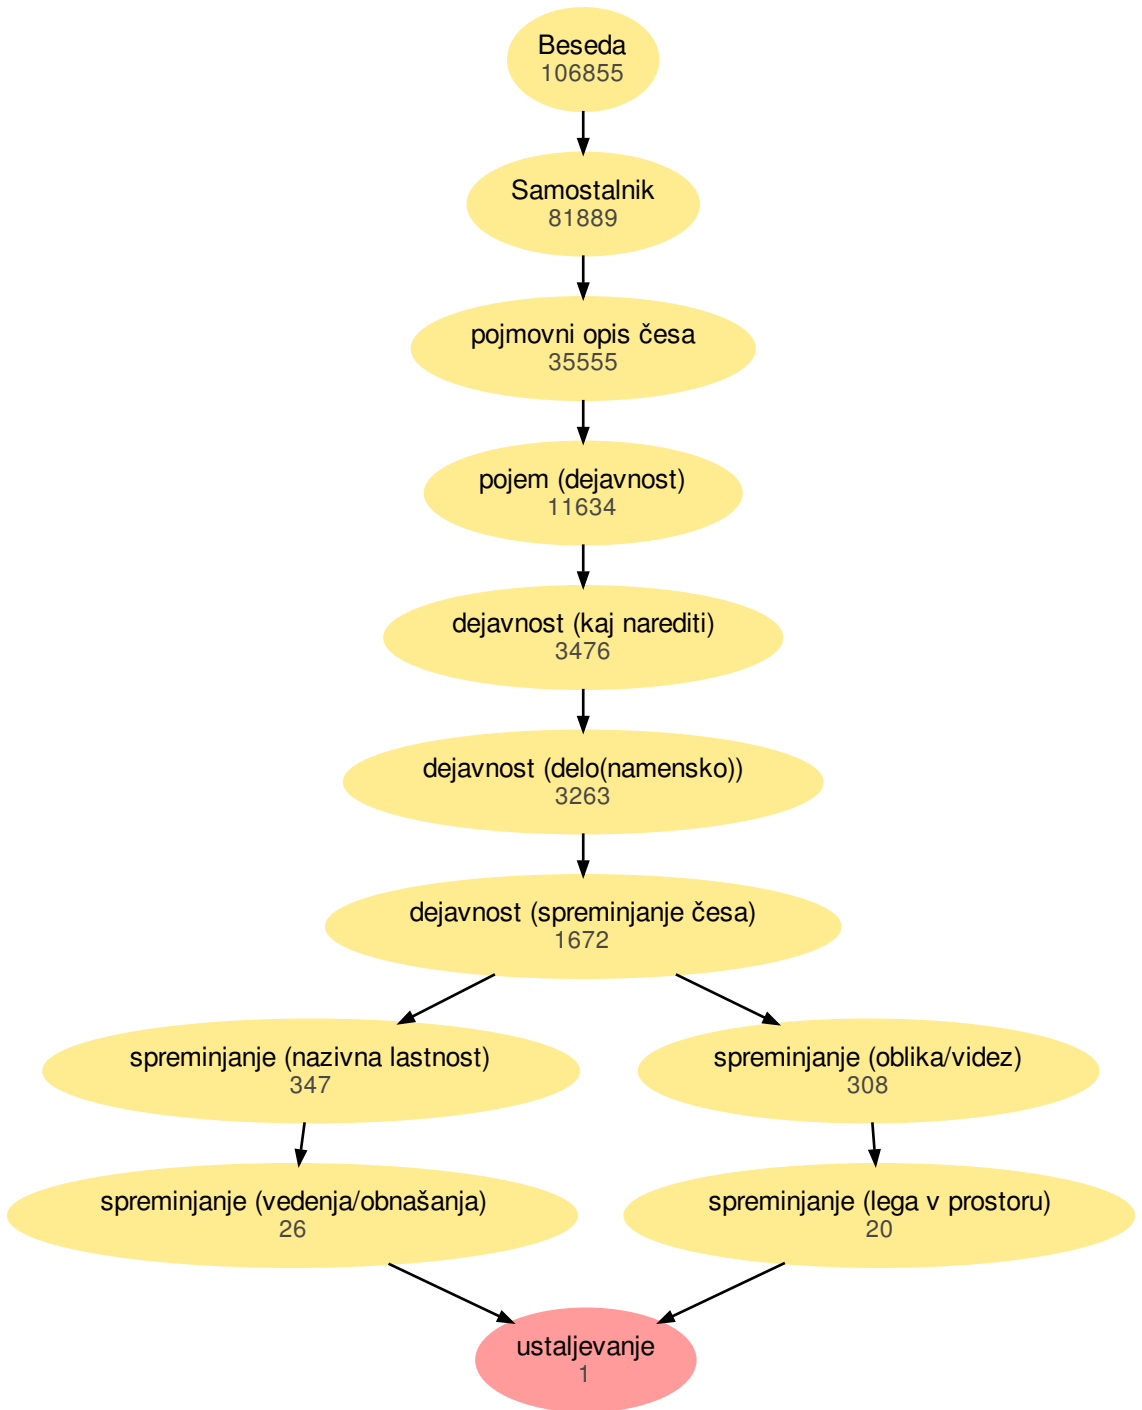 Beseda
106855
Samostalnik
81889
pojmovni opis česa
35555
pojem (dejavnost)
11634
dejavnost (kaj narediti)
3476
dejavnost (delo(namensko))
3263
dejavnost (spreminjanje česa)
1672
spreminjanje (nazivna lastnost)
347
spreminjanje (oblika/videz)
308
spreminjanje (vedenja/obnašanja)
26
spreminjanje (lega v prostoru)
20
ustaljevanje
1